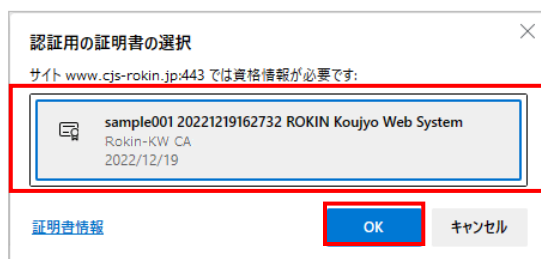 認証用の証明書の選択
サイト www.cjs-rokin.jp:443 では資格情報が必要です:
sample001 20221219162732 ROKIN Koujyo Web System
Rokin-KW CA
2022/12/19
証明書情報
OK
キャンセル